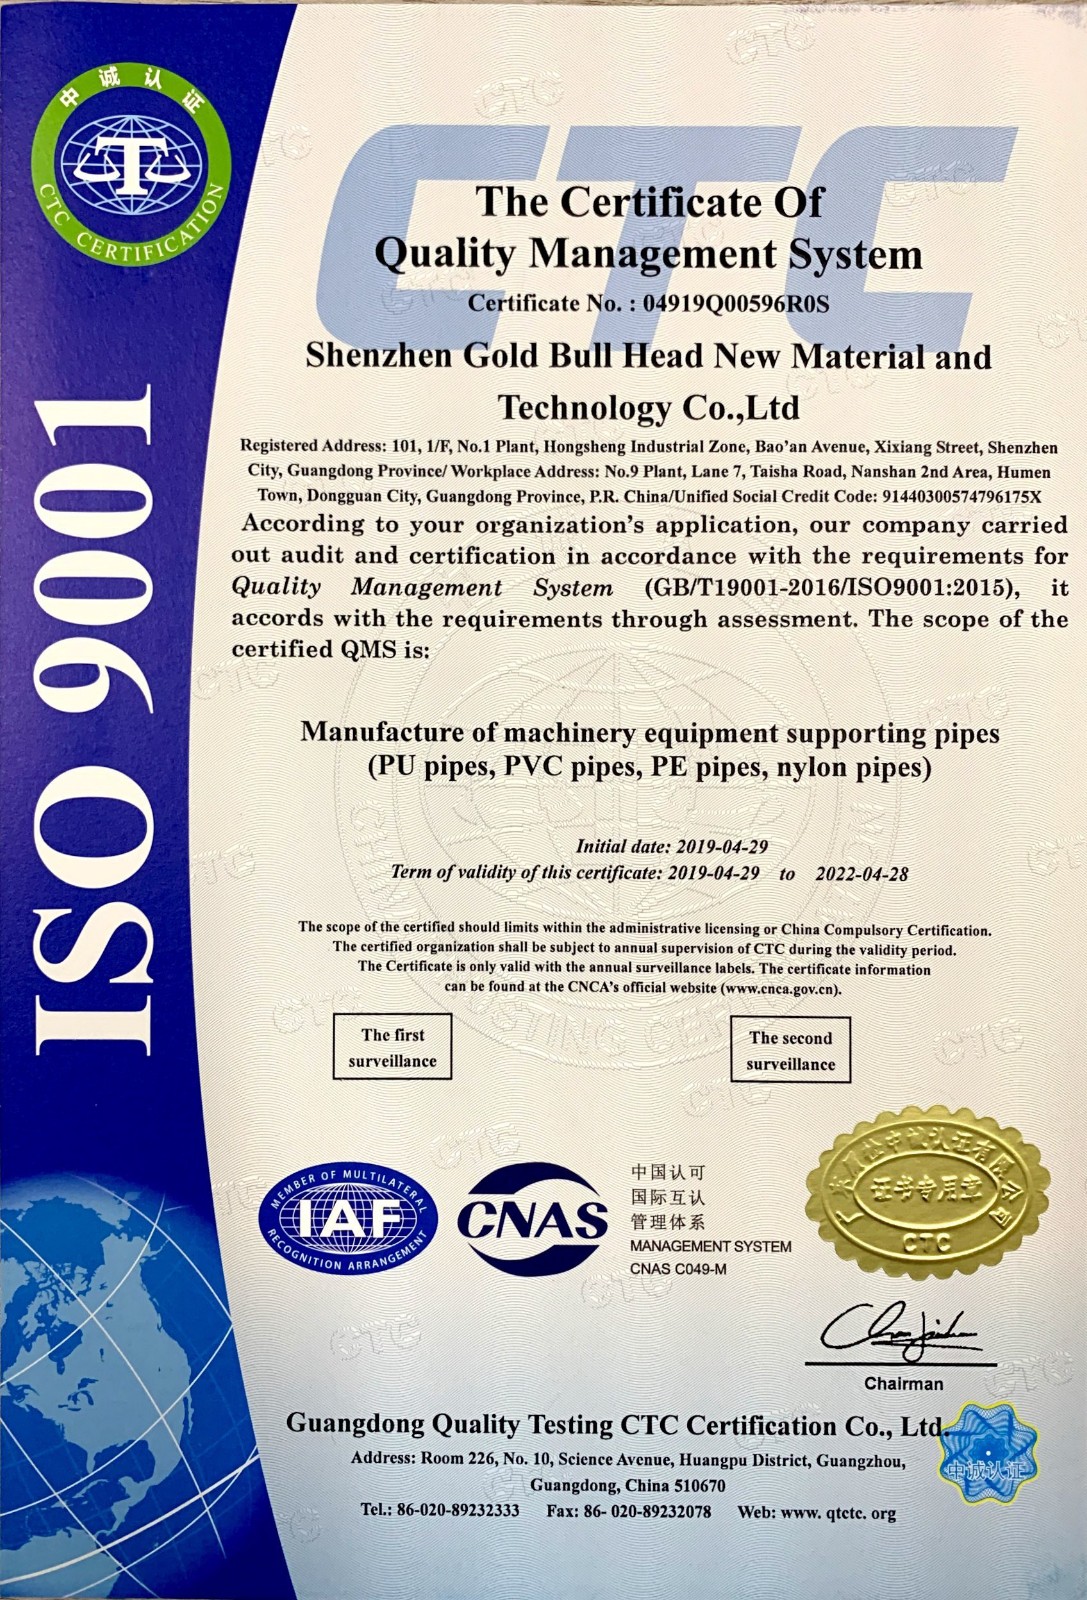 中诚认证
CTC CERTIFICATION
ISO 9001
CTC
The Certificate Of
Quality Management System
Certificate No. : 04919Q00596R0S
Shenzhen Gold Bull Head New Material and
Technology Co.,Ltd
Registered Address: 101, 1/F, No.1 Plant, Hongsheng Industrial Zone, Bao'an Avenue, Xixiang Street, Shenzhen
City, Guangdong Province/ Workplace Address: No.9 Plant, Lane 7, Taisha Road, Nanshan 2nd Area, Humen
Town, Dongguan City, Guangdong Province, P.R. China/Unified Social Credit Code: 91440300574796175X
According to your organization's application, our company carried
out audit and certification in accordance with the requirements for
Quality Management System (GB/T19001-2016/ISO9001:2015), it
accords with the requirements through assessment. The scope of the
certified QMS is:
Manufacture of machinery equipment supporting pipes
(PU pipes, PVC pipes, PE pipes, nylon pipes)
Initial date: 2019-04-29
Term of validity of this certificate: 2019-04-29 to 2022-04-28
The scope of the certified should limits within the administrative licensing or China Compulsory Certification.
The certified organization shall be subject to annual supervision of CTC during the validity period.
The Certificate is only valid with the annual surveillance labels. The certificate information
can be found at the CNCA's official website (www.cnca.gov.cn).
The first
surveillance
The second
surveillance
MEMBER OF MULTILATERAL
IAF
RECOGNITION ARRANGEMENT
CNAS
中国认可
国际互认
管理体系
MANAGEMENT SYSTEM
CNAS C049-M
证书专用章
CTC
Chairman
Guangdong Quality Testing CTC Certification Co., Ltd.
中诚认证
Address: Room 226, No. 10, Science Avenue, Huangpu District, Guangzhou,
Guangdong, China 510670
Tel.: 86-020-89232333 Fax: 86- 020-89232078 Web: www. qtctc. org